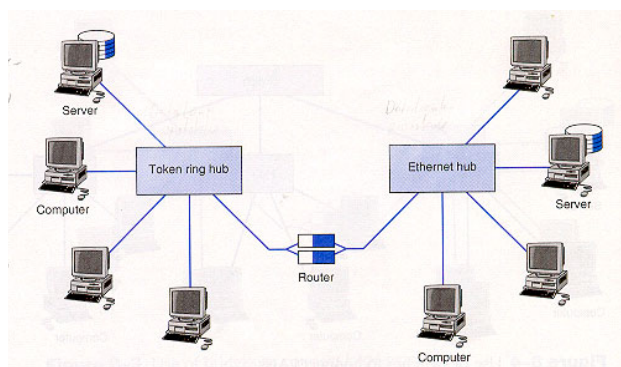 Server
Token ring hub
Ethernet hub
Computer
Server
Router
Computer